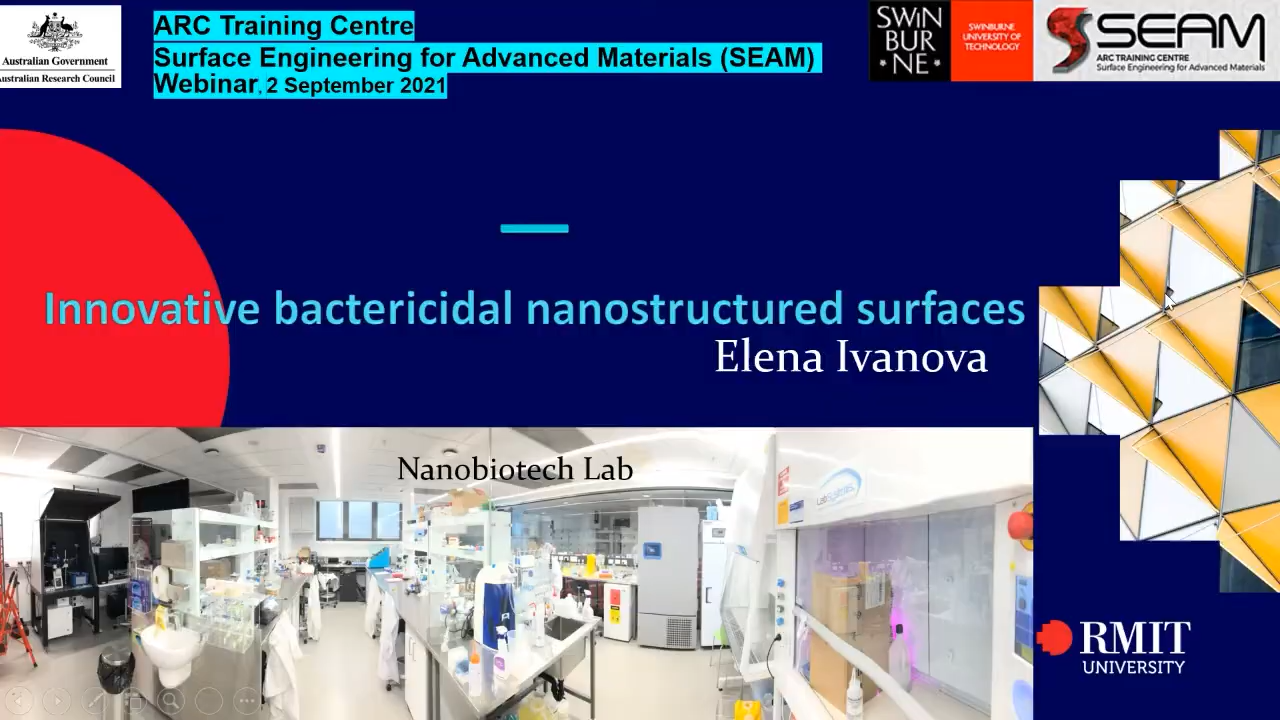 Australian Government
Australian Research Council
ARC Training Centre
Surface Engineering for Advanced Materials (SEAM)
Webinar, 2 September 2021
SWIN
BUR
NE
SWINBURNE
UNIVERSITY OF
TECHNOLOGY
SEAM
ARC TRAINING CENTRE
Surface Engineering for Advanced Materials
Innovative bactericidal nanostructured surfaces
Elena Ivanova
Nanobiotech Lab
RMIT
UNIVERSITY